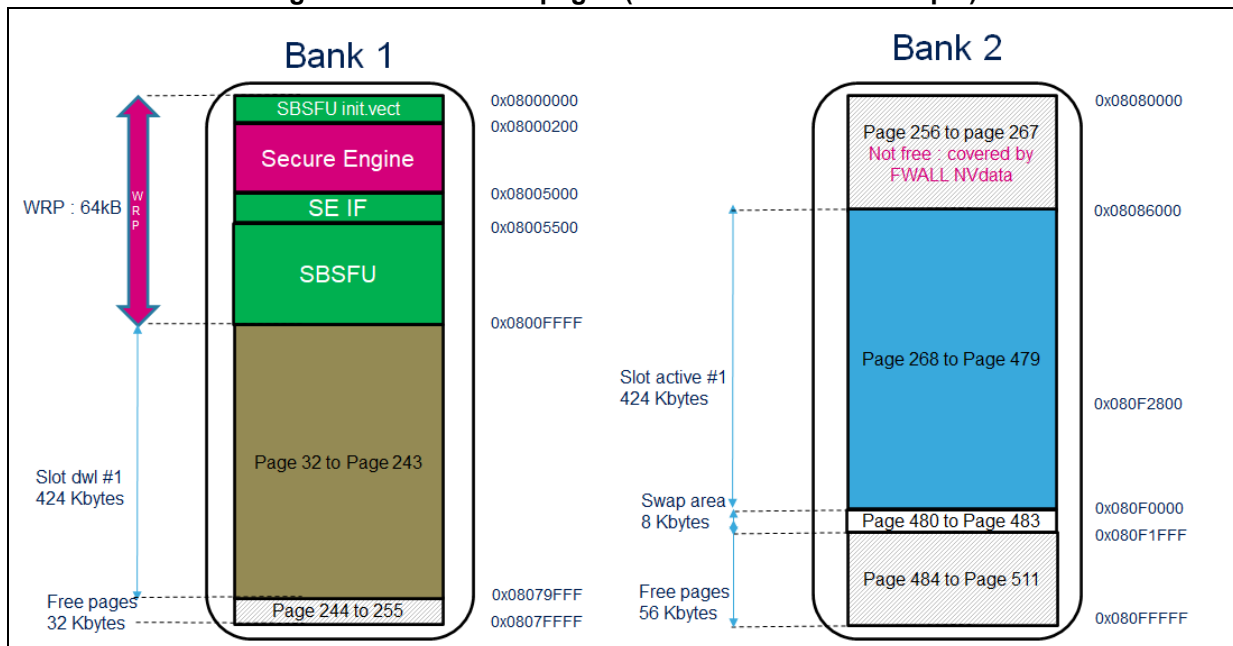 Bank 1
SBSFU init.vect
0x08000000
0x08000200
Secure Engine
WRP : 64kB
WRP
0x08005000
SE IF
0x08005500
SBSFU
0x0800FFFF
Page 32 to Page 243
Slot dwl #1
424 Kbytes
0x08079FFF
Free pages
32 Kbytes
Page 244 to 255
0x0807FFFF
Bank 2
0x08080000
Page 256 to page 267
Not free : covered by
FWALL NVdata
0x08086000
Page 268 to Page 479
Slot active #1
424 Kbytes
0x080F2800
Swap area
8 Kbytes
0x080F0000
Page 480 to Page 483
0x080F1FFF
Page 484 to Page 511
Free pages
56 Kbytes
0x080FFFFF